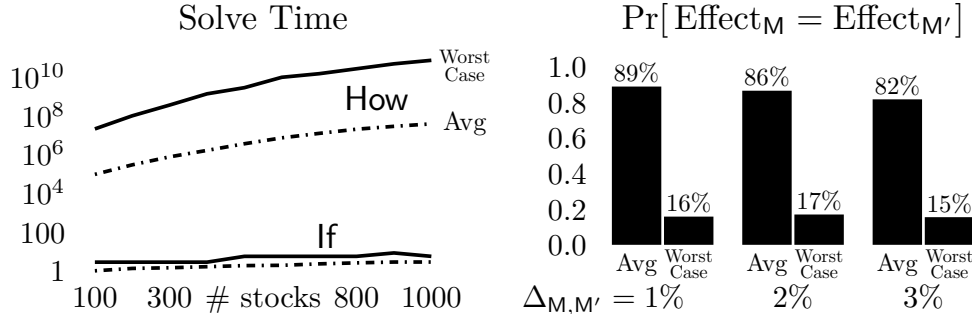 Solve Time
10^10
10^8
10^6
10^4
100
1
Worst
Case
How
Avg
If
100 300 # stocks 800 1000
Pr[ Effect_M = Effect_M′ ]
1.0
0.8
0.6
0.4
0.2
0.0
89% 16% 86% 17% 82% 15%
Avg Worst Case Avg Worst Case Avg Worst Case
Δ_M,M′ = 1% 2% 3%